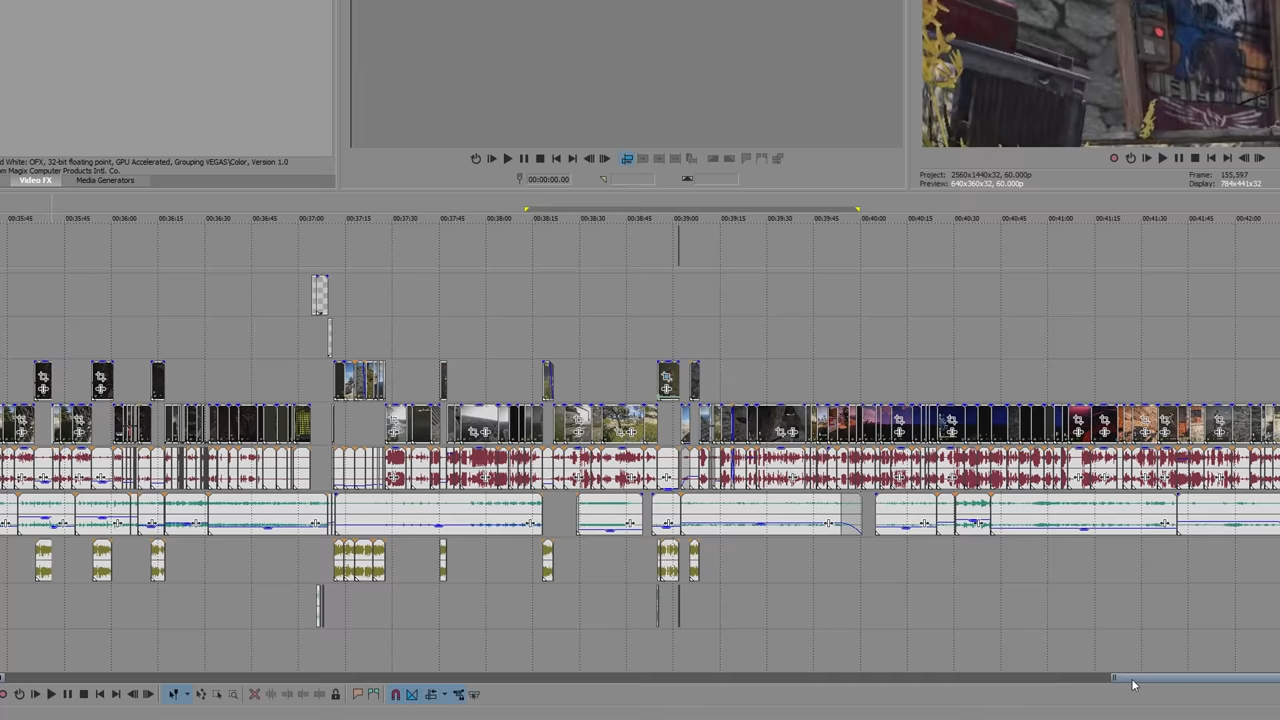 d White: OFX, 32-bit floating point, GPU Accelerated, Grouping VEGAS\Color, Version 1.0
om Magix Computer Products Intl. Co.
Video FX
Media Generators
00:00:00.00
Project: 2560x1440x32, 60.000p
Preview: 640x360x32, 60.000p
Frame: 155,597
Display: 784x441x32
00:35:45 00:35:45 00:36:00 00:36:15 00:36:30 00:36:45 00:37:00 00:37:15 00:37:30 00:37:45 00:38:00 00:38:15 00:38:30 00:38:45 00:39:00 00:39:15 00:39:30 00:39:45 00:40:00 00:40:15 00:40:30 00:40:45 00:41:00 00:41:15 00:41:30 00:41:45 00:42:00